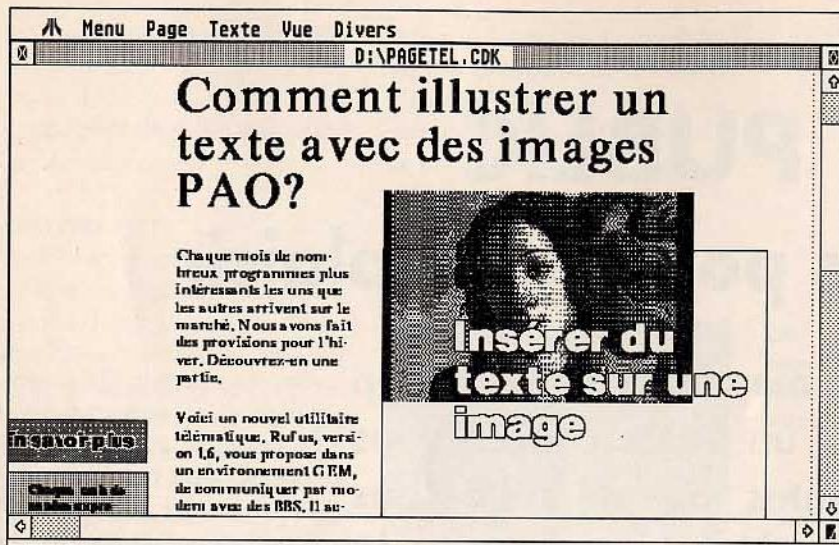 Menu Page Texte Vue Divers
D:\PAGETEL.CDK
Comment illustrer un
texte avec des images
PAO?
Chaque mois de nom-
breux programmes plus
intéressants les uns que
les autres arrivent sur le
marché. Nous avons fait
des provisions pour l'hi-
ver. Découvrez-en une
partie.
Voici un nouvel utilitaire
télématique. Rufus, versi-
on 1.6, vous propose dans
un environnement GEM,
de communiquer par mo-
dem avec des BBS. Il au-
Insérer du
texte sur une
image
n savoir plus